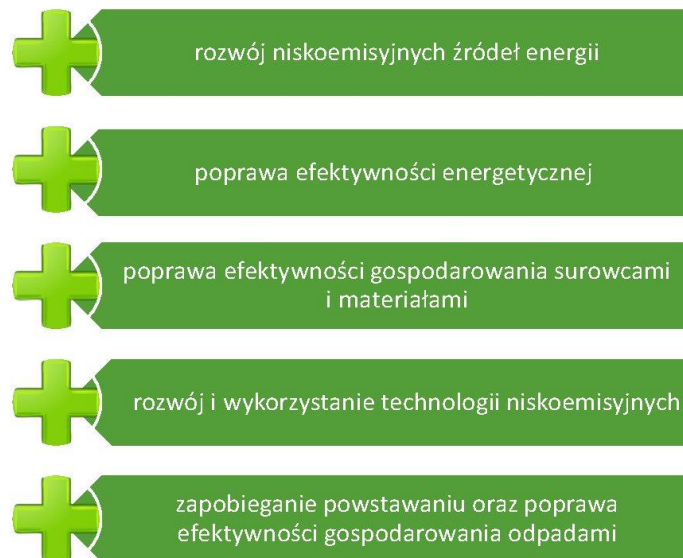 rozwój niskoemisyjnych źródeł energii
poprawa efektywności energetycznej
poprawa efektywności gospodarowania surowcami
i materiałami
rozwój i wykorzystanie technologii niskoemisyjnych
zapobieganie powstawaniu oraz poprawa
efektywności gospodarowania odpadami